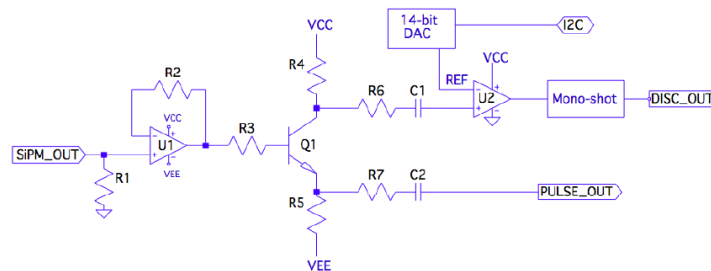 VCC
14-bit
DAC
I2C
R2
R4
VCC
REF
R6
C1
U2
Mono-shot
DISC_OUT
VCC
U1
R3
Q1
SiPM_OUT
VEE
R1
R7
C2
PULSE_OUT
R5
VEE